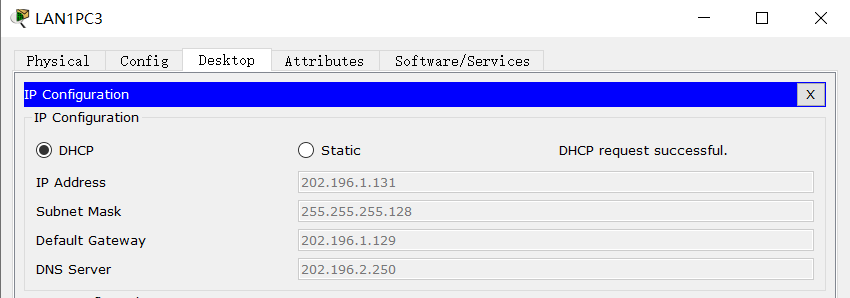 LAN1PC3
Physical Config Desktop Attributes Software/Services
IP Configuration X
IP Configuration
DHCP Static DHCP request successful.
IP Address 202.196.1.131
Subnet Mask 255.255.255.128
Default Gateway 202.196.1.129
DNS Server 202.196.2.250